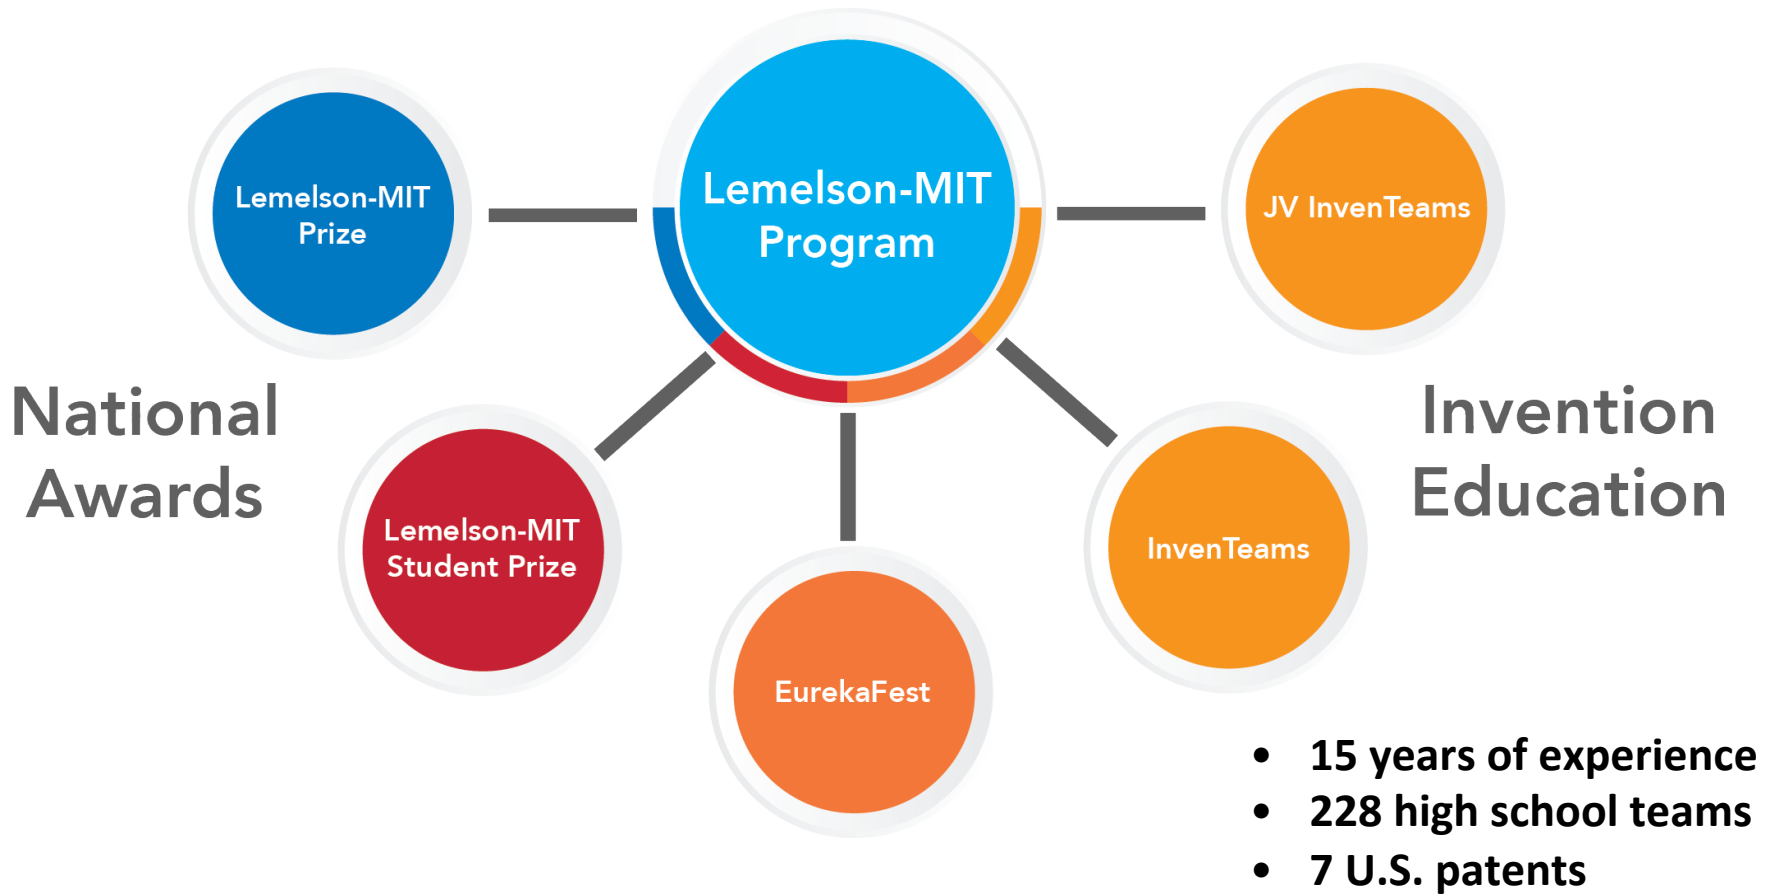 Lemelson-MIT
Program
Lemelson-MIT
Prize
JV InvenTeams
National
Awards
Invention
Education
Lemelson-MIT
Student Prize
InvenTeams
EurekaFest
• 15 years of experience
• 228 high school teams
• 7 U.S. patents